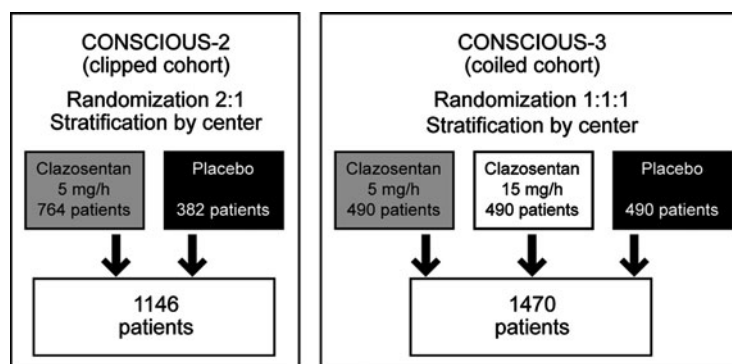 CONSCIOUS-2
(clipped cohort)
Randomization 2:1
Stratification by center
Clazosentan
5 mg/h
764 patients
Placebo
382 patients
1146
patients
CONSCIOUS-3
(coiled cohort)
Randomization 1:1:1
Stratification by center
Clazosentan
5 mg/h
490 patients
Clazosentan
15 mg/h
490 patients
Placebo
490 patients
1470
patients